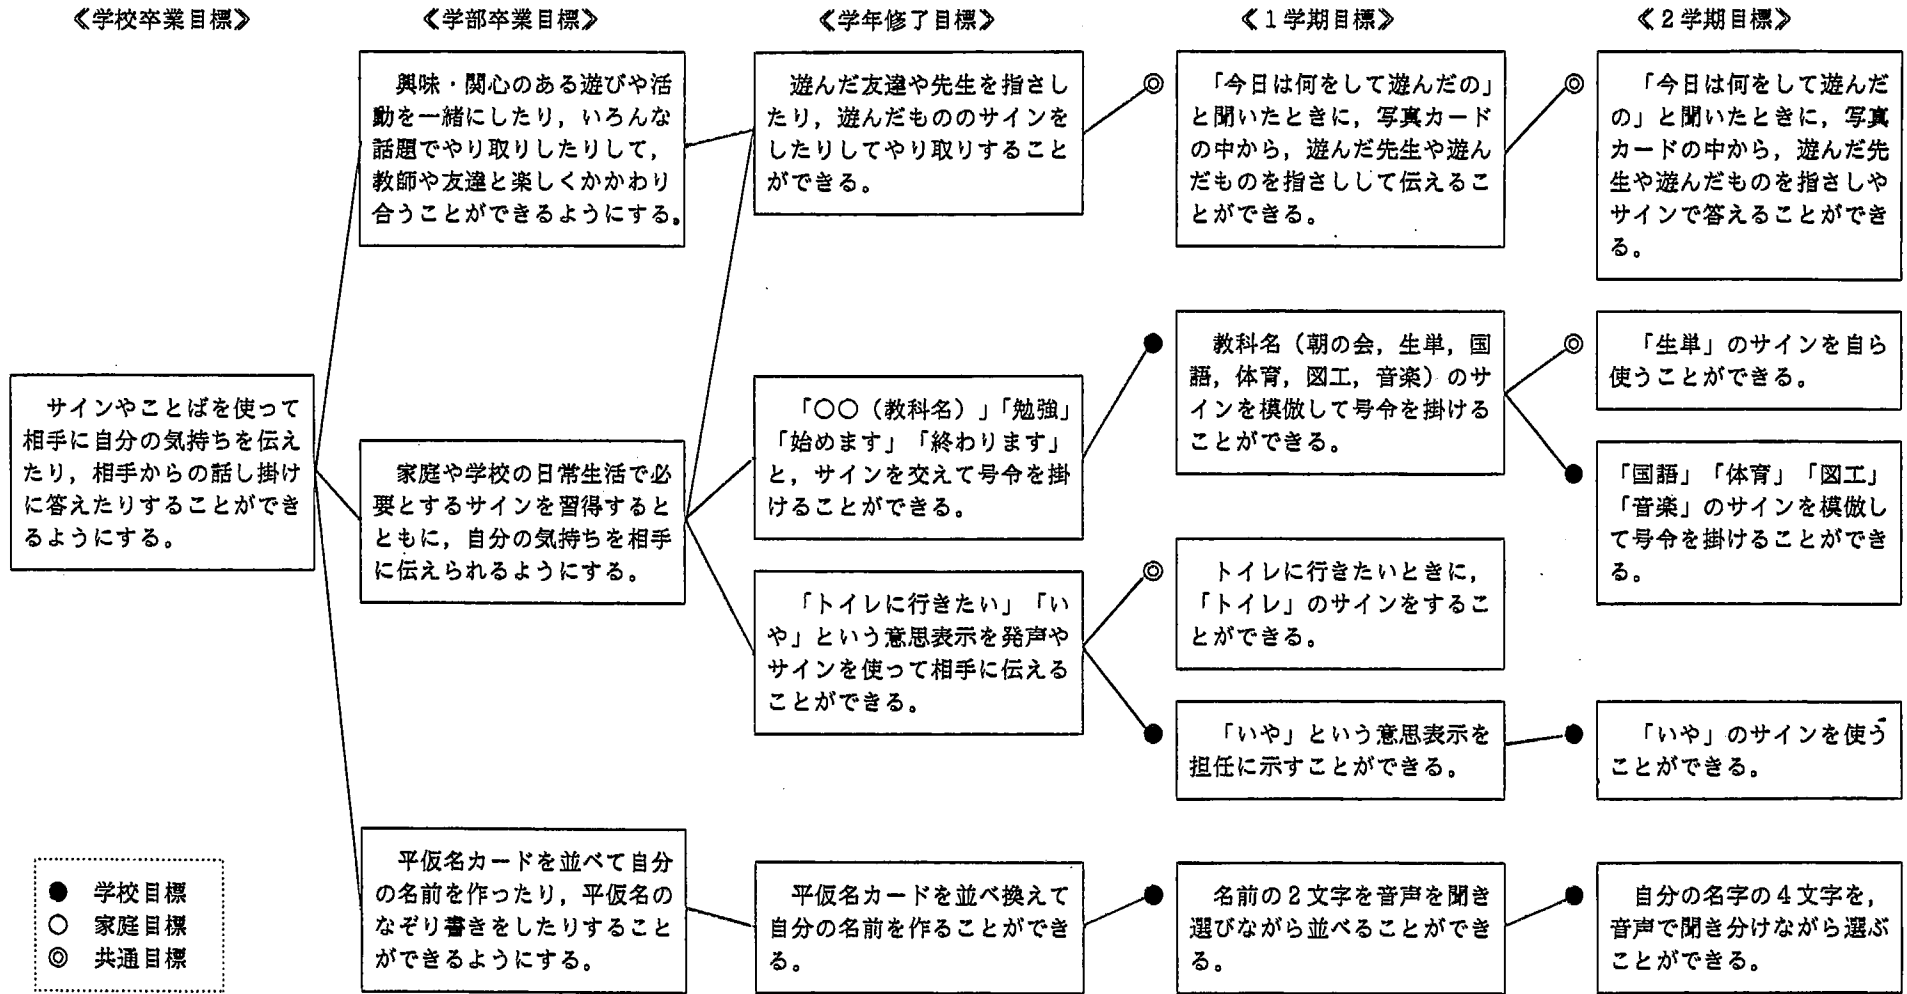 《学校卒業目標》
《学部卒業目標》
《学年修了目標》
《1学期目標》
《2学期目標》
サインやことばを使って
相手に自分の気持ちを伝え
たり，相手からの話し掛け
に答えたりすることができ
るようにする。
興味・関心のある遊びや活
動を一緒にしたり，いろんな
話題でやり取りしたりして，
教師や友達と楽しくかかわり
合うことができるようにする。
家庭や学校の日常生活で必
要とするサインを習得すると
ともに，自分の気持ちを相手
に伝えられるようにする。
平仮名カードを並べて自分
の名前を作ったり，平仮名の
なぞり書きをしたりすること
ができるようにする。
遊んだ友達や先生を指さし
たり，遊んだもののサインを
したりしてやり取りすること
ができる。
「〇〇（教科名）」「勉強」
「始めます」「終わります」
と，サインを交えて号令を掛
けることができる。
「トイレに行きたい」「い
や」という意思表示を発声や
サインを使って相手に伝える
ことができる。
平仮名カードを並べ換えて
自分の名前を作ることができ
る。
◎
「今日は何をして遊んだの」
と聞いたときに，写真カード
の中から，遊んだ先生や遊ん
だものを指さしして伝えるこ
とができる。
●
教科名（朝の会，生単，国
語，体育，図工，音楽）のサ
インを模倣して号令を掛ける
ことができる。
◎
トイレに行きたいときに，
「トイレ」のサインをするこ
とができる。
●
「いや」という意思表示を
担任に示すことができる。
●
名前の2文字を音声を聞き
選びながら並べることができ
る。
◎
「今日は何をして遊んだ
の」と聞いたときに，写真
カードの中から，遊んだ先
生や遊んだものを指さしや
サインで答えることができ
る。
◎
「生単」のサインを自ら
使うことができる。
●
「国語」「体育」「図工」
「音楽」のサインを模倣し
て号令を掛けることができ
る。
●
「いや」のサインを使う
ことができる。
●
自分の名字の4文字を，
音声で聞き分けながら選ぶ
ことができる。
● 学校目標
○ 家庭目標
◎ 共通目標